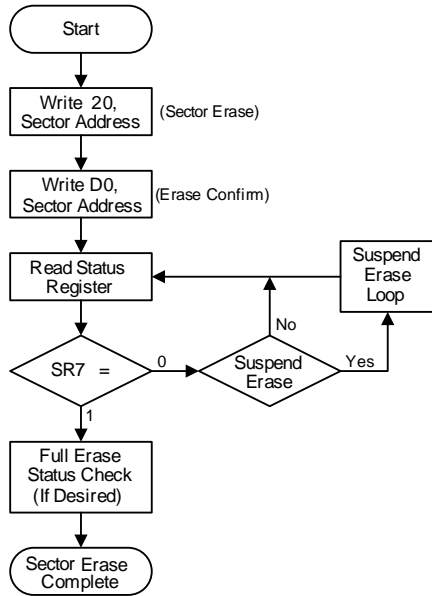 Start
Write 20,
Sector Address
(Sector Erase)
Write D0,
Sector Address
(Erase Confirm)
Read Status
Register
Suspend
Erase
Loop
No
SR7 =
0
Suspend
Erase
Yes
1
Full Erase
Status Check
(If Desired)
Sector Erase
Complete